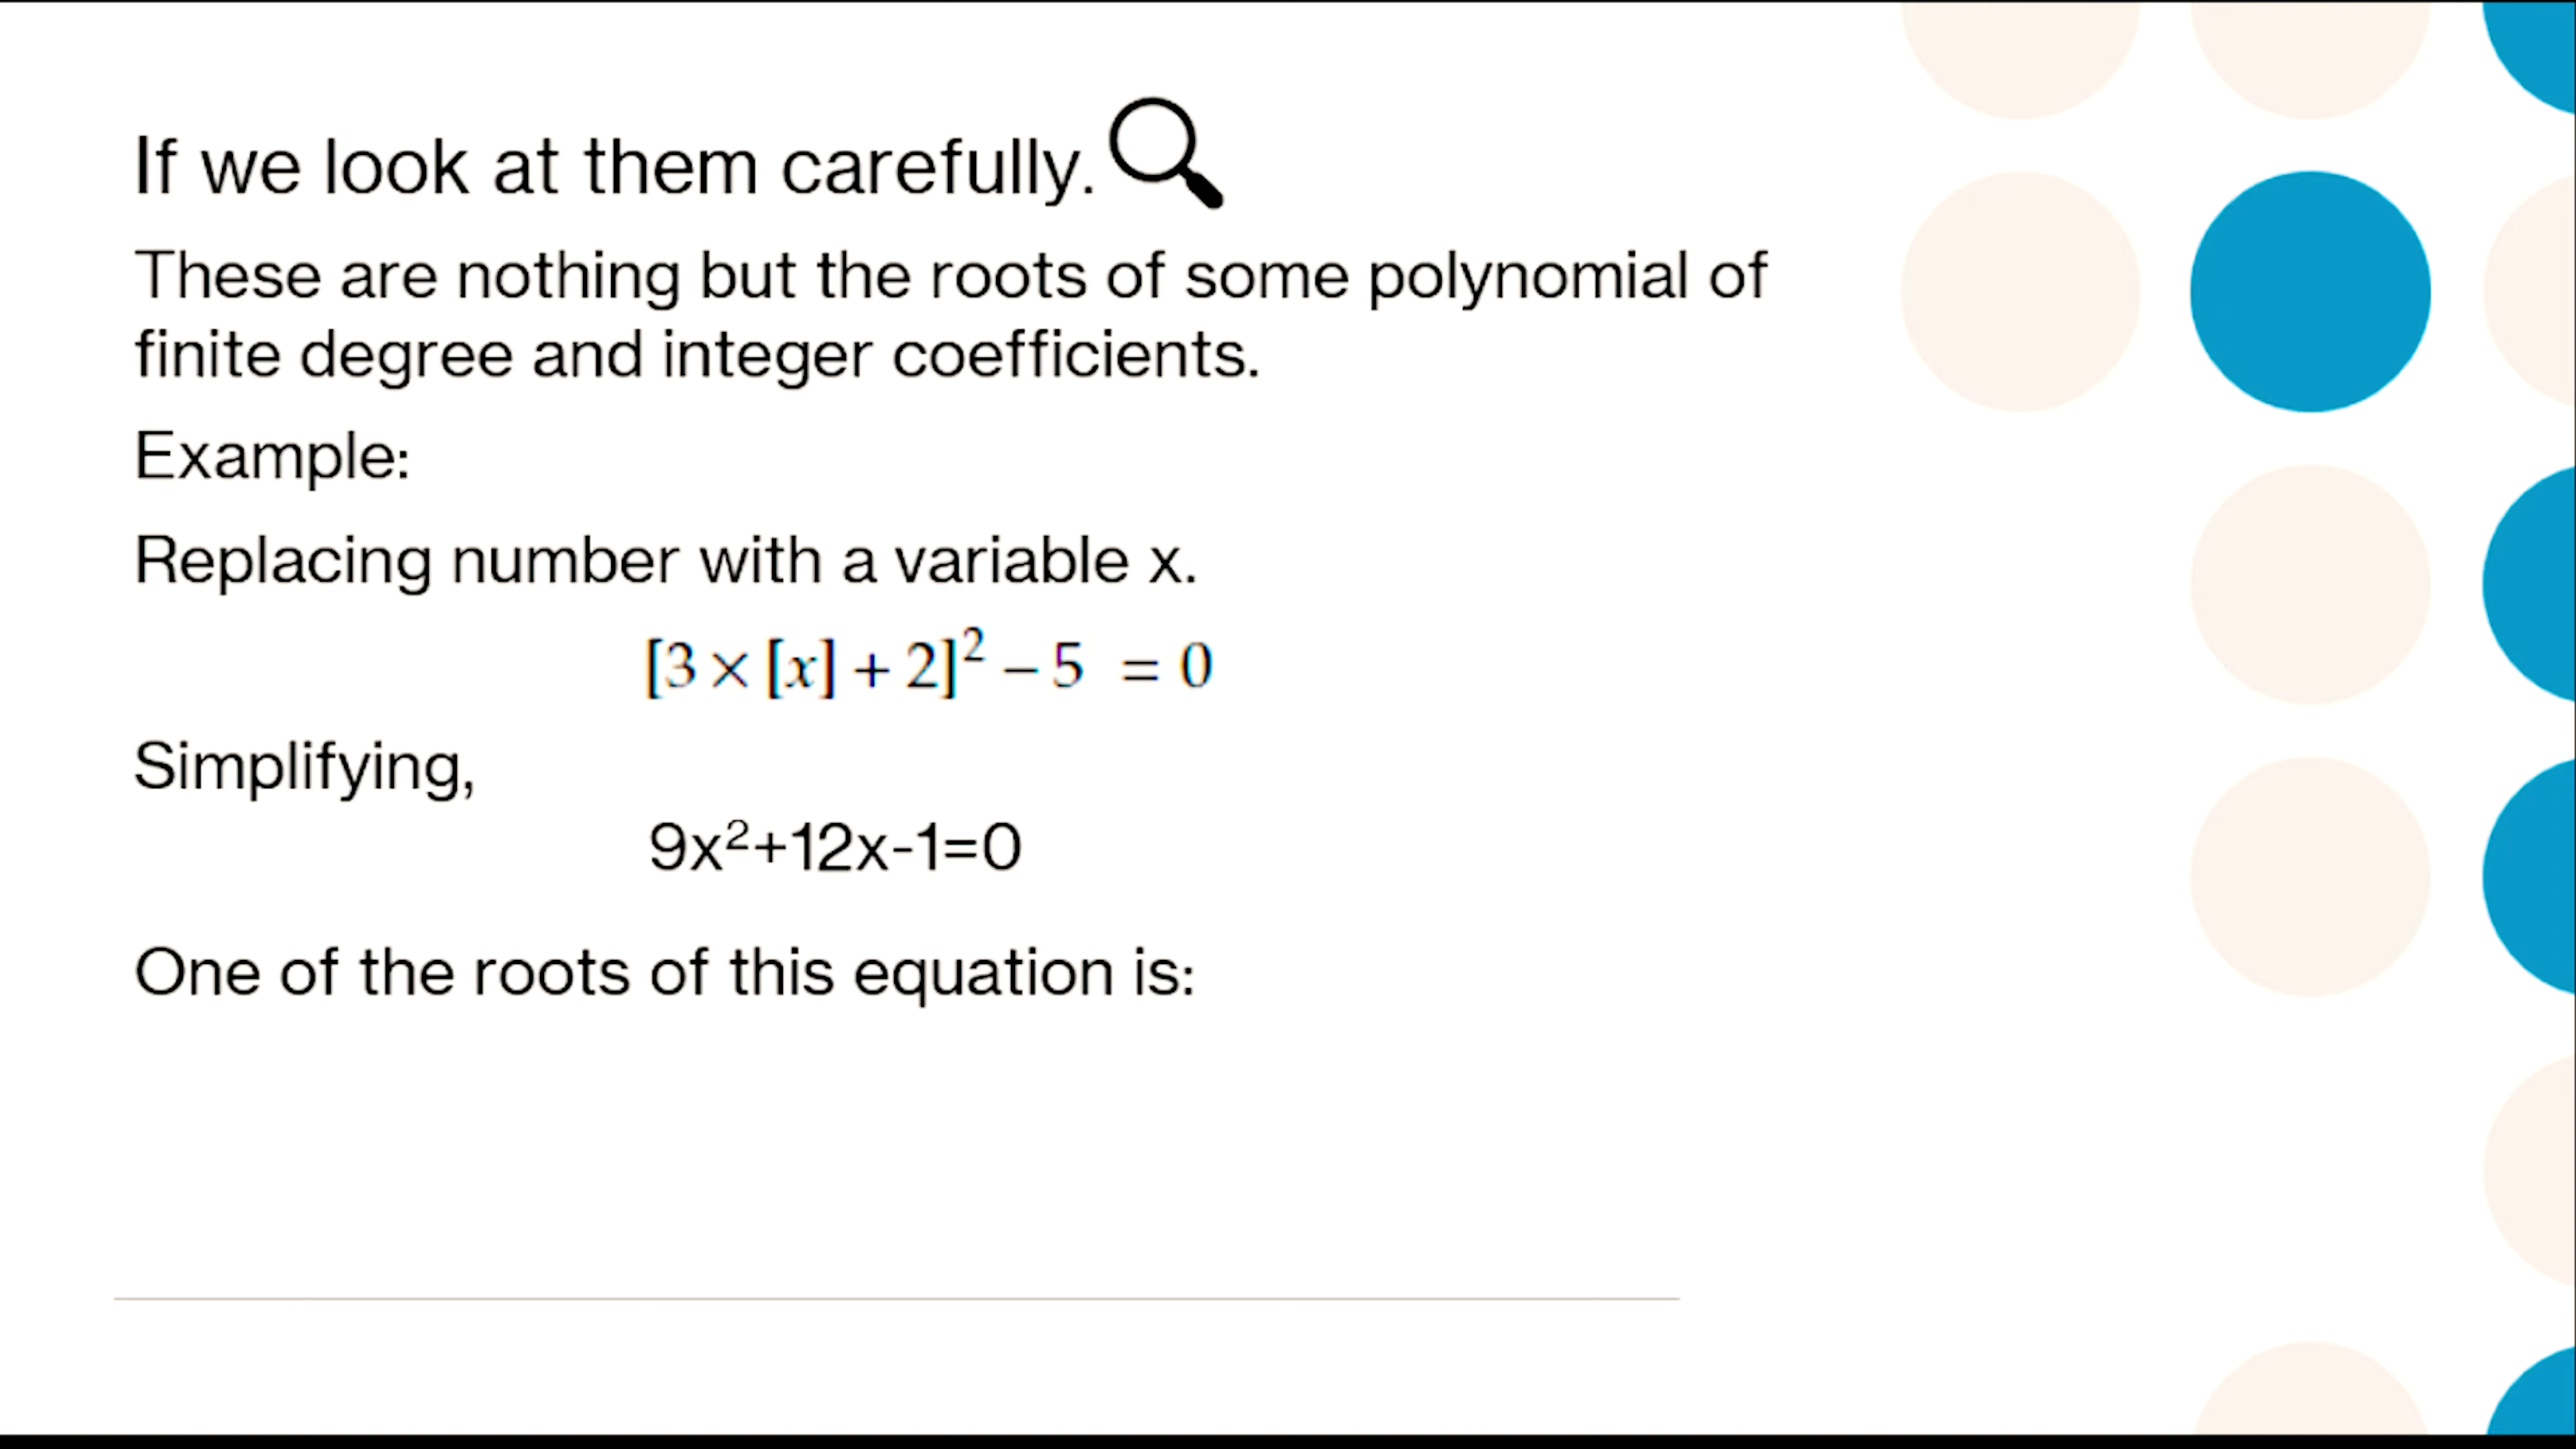 If we look at them carefully.
These are nothing but the roots of some polynomial of
finite degree and integer coefficients.
Example:
Replacing number with a variable x.
[3 × [x] + 2]² – 5 = 0
Simplifying,
9x²+12x-1=0
One of the roots of this equation is: